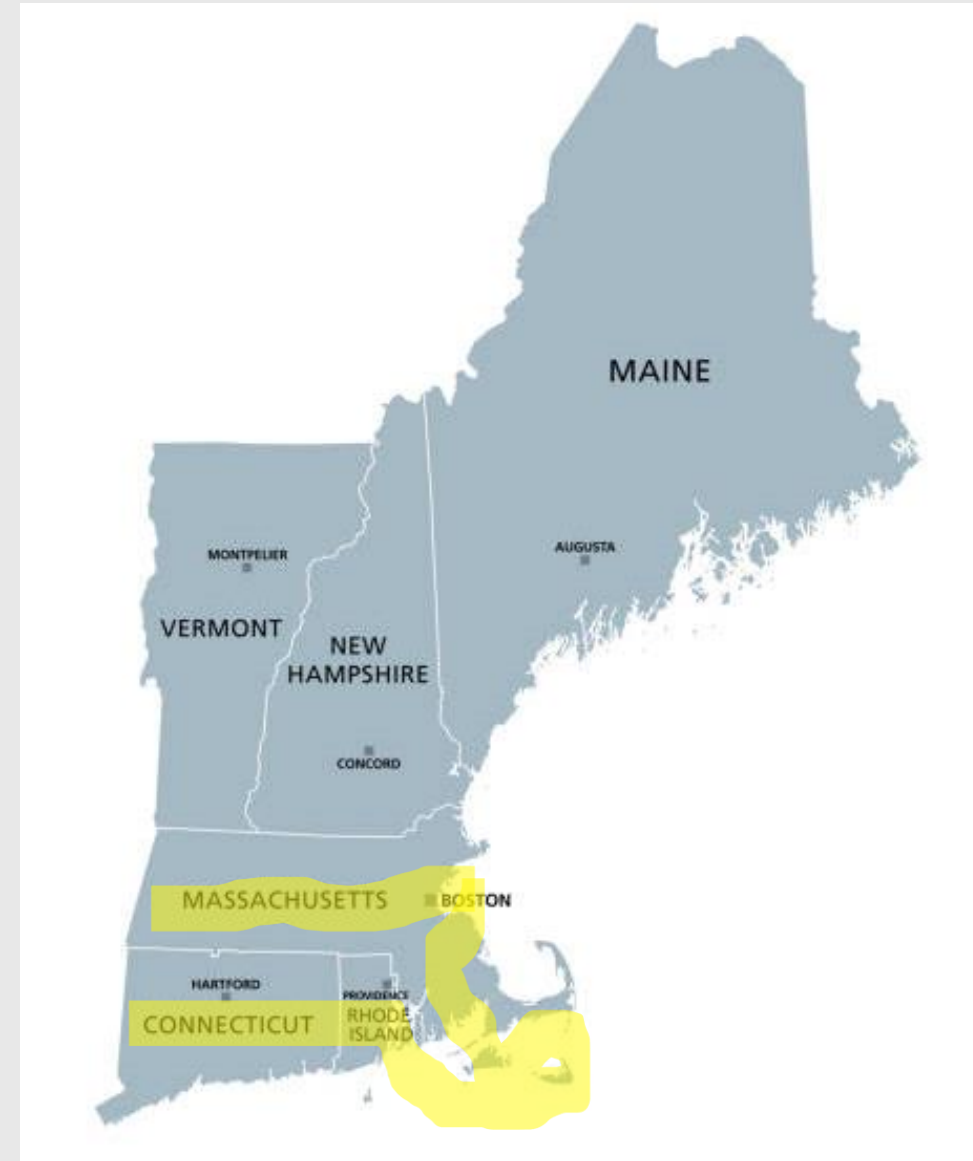 MAINE
MONTPELIER
AUGUSTA
VERMONT
NEW
HAMPSHIRE
CONCORD
MASSACHUSETTS
BOSTON
HARTFORD
PROVIDENCE
CONNECTICUT
RHODE
ISLAND